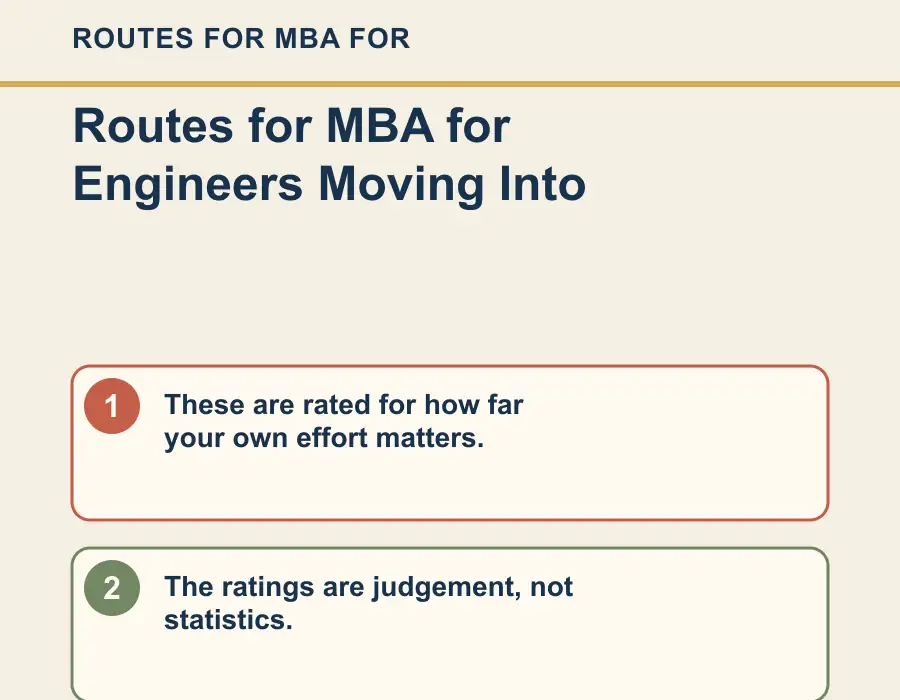 ROUTES FOR MBA FOR
Routes for MBA for
Engineers Moving Into
1
These are rated for how far
your own effort matters.
2
The ratings are judgement, not
statistics.